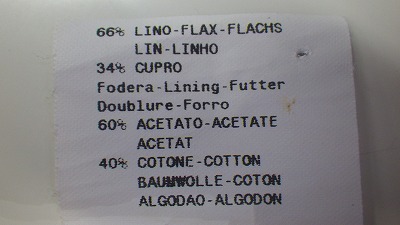 66% LINO-FLAX-FLACHS
LIN-LINHO
34% CUPRO
Fodera-Lining-Futter
Doublure-Forro
60% ACETATO-ACETATE
ACETAT
40% COTONE-COTTON
BAUMWOLLE-COTON
ALGODAO-ALGODON